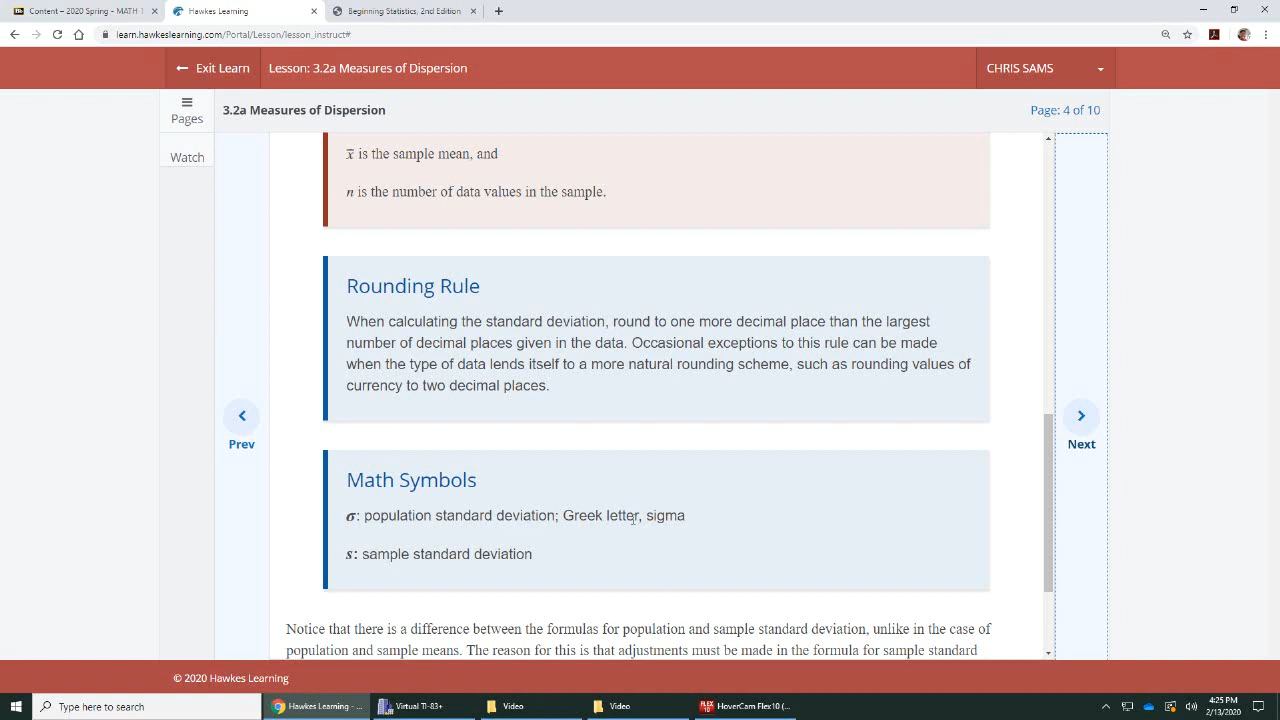 Content – 2020 Spring - MATH 1
Hawkes Learning
Beginning Statistics, 2nd Edition
learn.hawkeslearning.com/Portal/Lesson/lesson_instruct#
Exit Learn
Lesson: 3.2a Measures of Dispersion
CHRIS SAMS
Pages
3.2a Measures of Dispersion
Page: 4 of 10
Watch
x̅ is the sample mean, and
n is the number of data values in the sample.
Rounding Rule
When calculating the standard deviation, round to one more decimal place than the largest
number of decimal places given in the data. Occasional exceptions to this rule can be made
when the type of data lends itself to a more natural rounding scheme, such as rounding values of
currency to two decimal places.
Prev
Next
Math Symbols
σ: population standard deviation; Greek letter, sigma
s: sample standard deviation
Notice that there is a difference between the formulas for population and sample standard deviation, unlike in the case of
population and sample means. The reason for this is that adjustments must be made in the formula for sample standard
© 2020 Hawkes Learning
Type here to search
Hawkes Learning - ...
Virtual TI-83+
Video
Video
HoverCam Flex10 (...
4:25 PM
2/13/2020